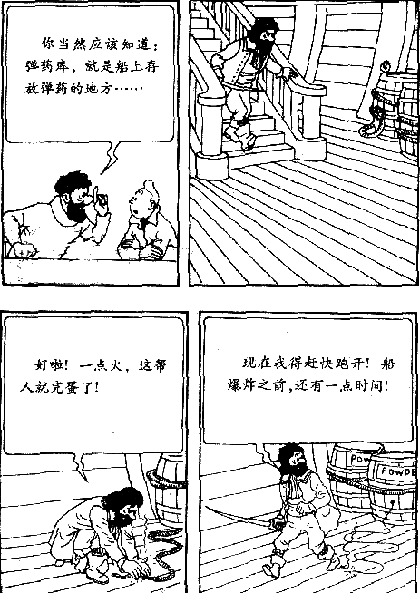 你当然应该知道：
弹药库，就是船上存
放弹药的地方……
好啦！一点火，这帮
人就完蛋了！
现在我得赶快跑开！船
爆炸之前，还有一点时间！
POW
POWDE